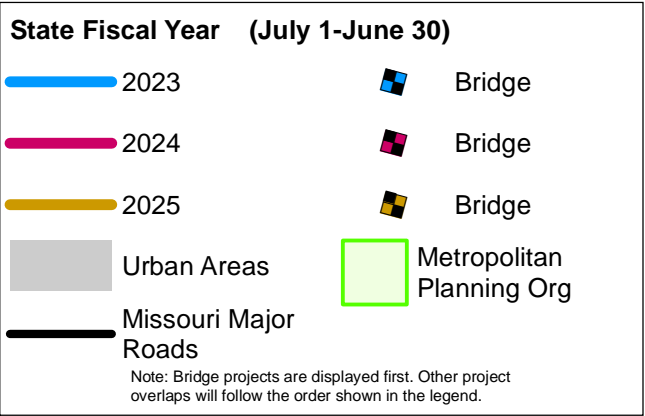 State Fiscal Year (July 1-June 30)
2023 Bridge
2024 Bridge
2025 Bridge
Urban Areas
Metropolitan
Planning Org
Missouri Major
Roads
Note: Bridge projects are displayed first. Other project
overlaps will follow the order shown in the legend.